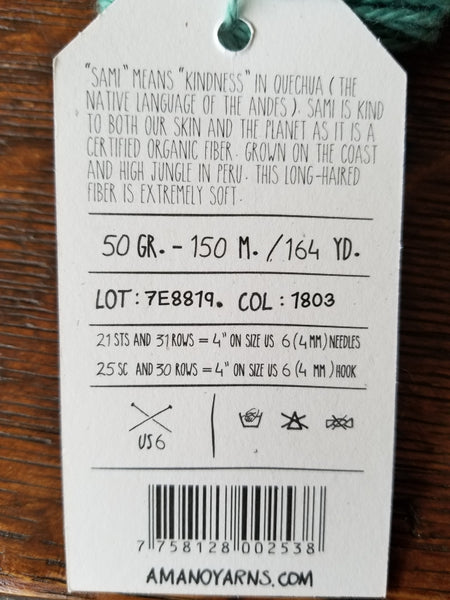 "SAMI" MEANS "KINDNESS" IN QUECHUA (THE
NATIVE LANGUAGE OF THE ANDES). SAMI IS KIND
TO BOTH OUR SKIN AND THE PLANET AS IT IS A
CERTIFIED ORGANIC FIBER. GROWN ON THE COAST
AND HIGH JUNGLE IN PERU. THIS LONG-HAIRED
FIBER IS EXTREMELY SOFT.
50 GR. - 150 M. / 164 YD.
LOT: 7E8819. COL: 1803
21 STS AND 31 ROWS = 4" ON SIZE US 6 (4 MM) NEEDLES
25 SC AND 30 ROWS = 4" ON SIZE US 6 (4 MM) HOOK
US 6
7 758128 002538
AMANOYARNS.COM